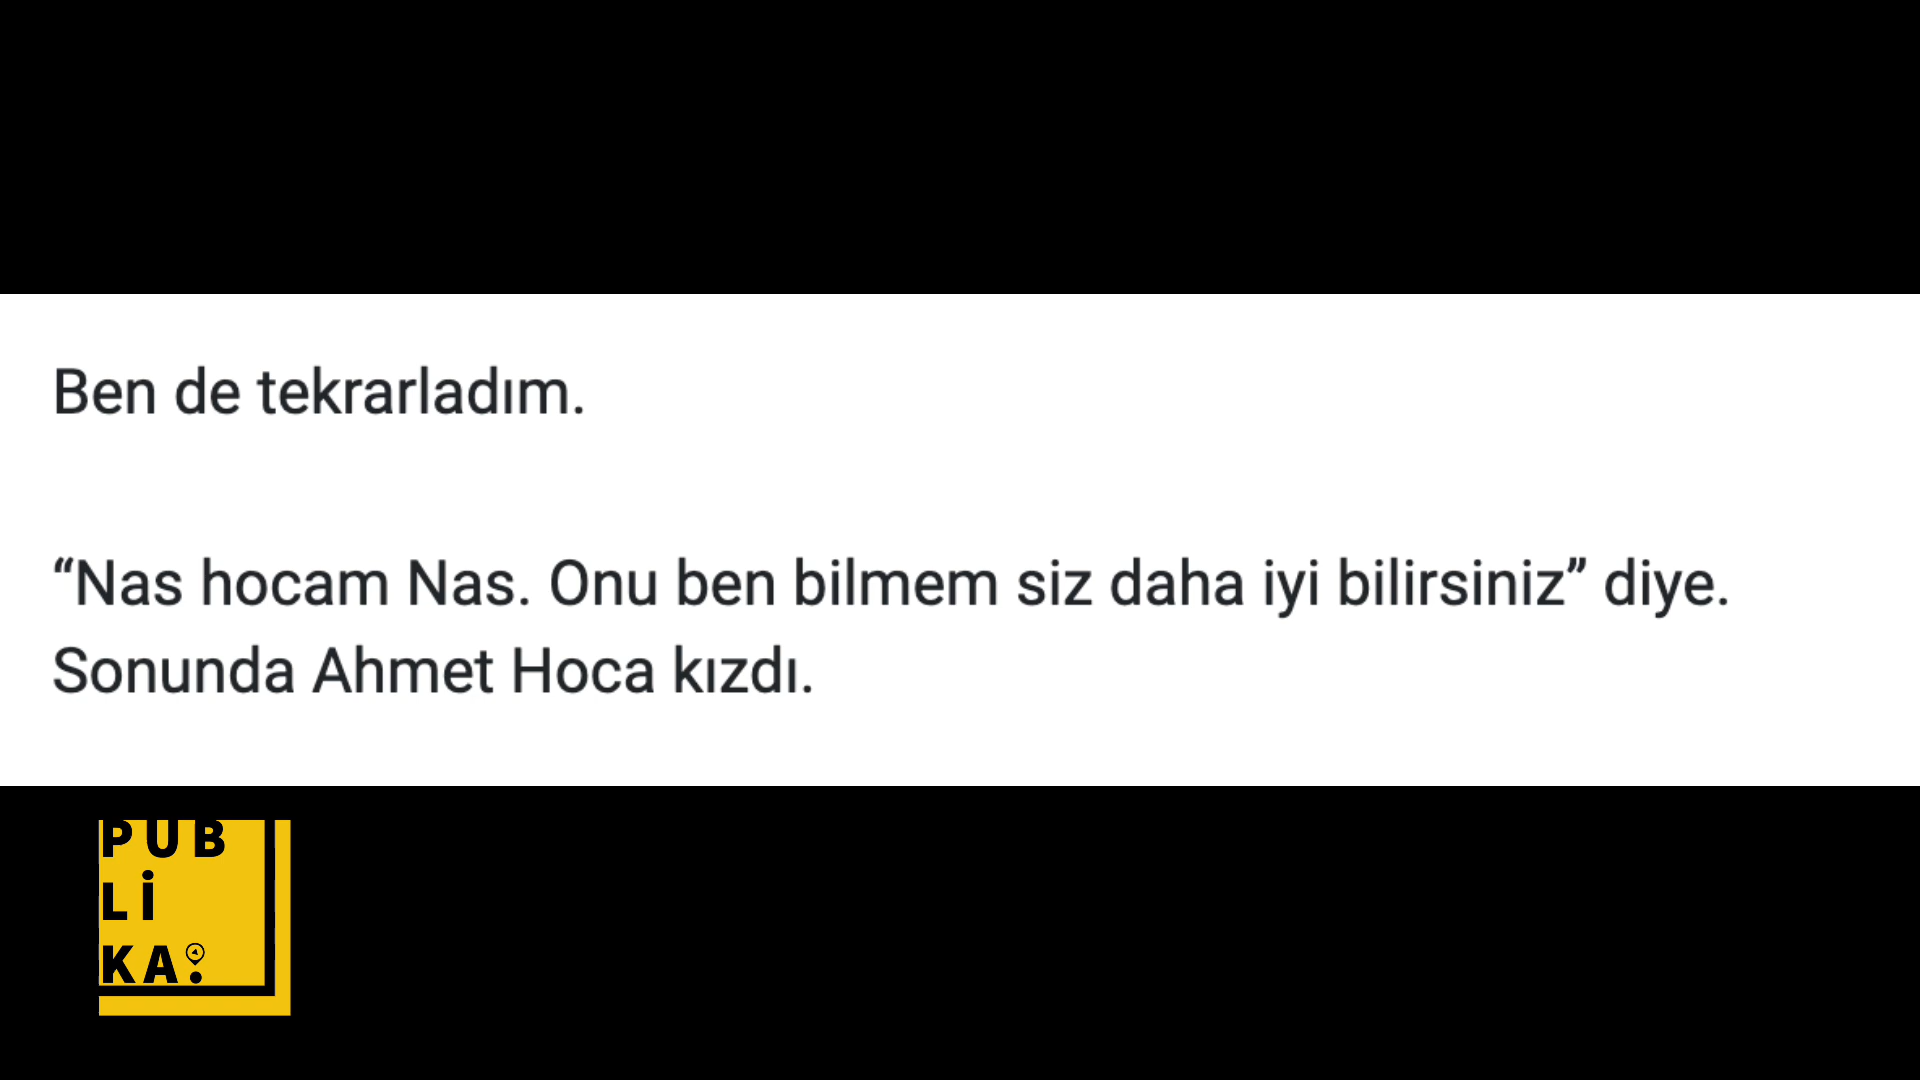 Ben de tekrarladım.
“Nas hocam Nas. Onu ben bilmem siz daha iyi bilirsiniz” diye.
Sonunda Ahmet Hoca kızdı.
PUB
Lİ
KA